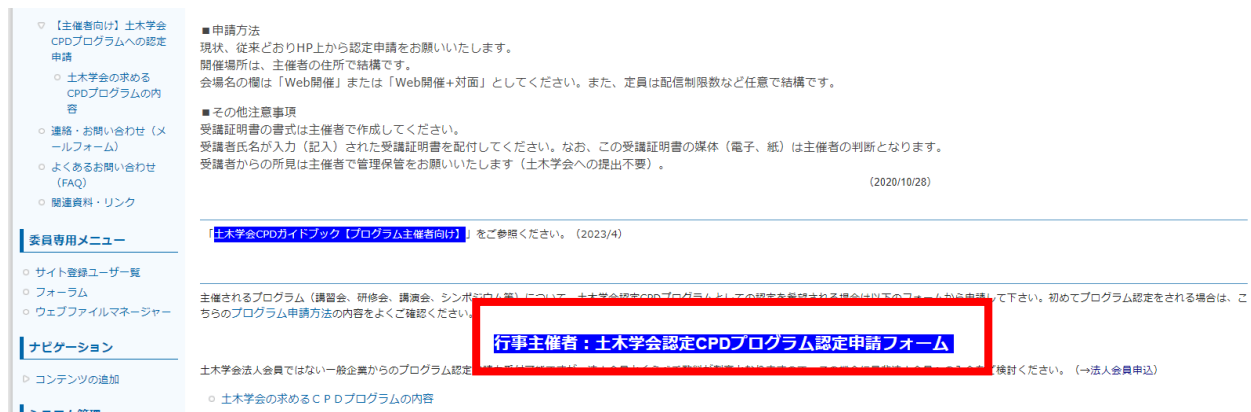 【主催者向け】土木学会
CPDプログラムへの認定
申請
土木学会の求める
CPDプログラムの内
容
連絡・お問い合わせ（メ
ールフォーム）
よくあるお問い合わせ
（FAQ）
関連資料・リンク
委員専用メニュー
サイト登録ユーザ一覧
フォーラム
ウェブファイルマネージャー
ナビゲーション
コンテンツの追加
■申請方法
現状、従来どおりHP上から認定申請をお願いいたします。
開催場所は、主催者の住所で結構です。
会場名の欄は「Web開催」または「Web開催+対面」としてください。また、定員は配信制限数など任意で結構です。
■その他注意事項
受講証明書の書式は主催者で作成してください。
受講者氏名が入力（記入）された受講証明書を配付してください。なお、この受講証明書の媒体（電子、紙）は主催者の判断となります。
受講者からの所見は主催者で管理保管をお願いいたします（土木学会への提出不要）。
（2020/10/28）
「土木学会CPDガイドブック【プログラム主催者向け】」をご参照ください。（2023/4）
主催されるプログラム（講習会、研修会、講演会、シンポジウム等）について、土木学会認定CPDプログラムとしての認定を希望される場合は以下のフォームから申請して下さい。初めてプログラム認定をされる場合は、こ
ちらのプログラム申請方法の内容をよくご確認ください。
行事主催者：土木学会認定CPDプログラム認定申請フォーム
土木学会法人会員ではない一般企業からのプログラム認定 検討ください。（→法人会員申込）
土木学会の求めるＣＰＤプログラムの内容